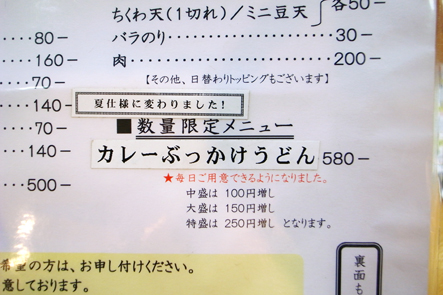 ちくわ天(1切れ)／ミニ豆天 各50－
････80－ バラのり･･････････････････30－
････160－ 肉････････････････････200－
････70－ 【その他、日替わりトッピングもございます】
････140－ 夏仕様に変わりました!
････70－ ■数量限定メニュー
････140－ カレーぶっかけうどん 580－
････500－ ★毎日ご用意できるようになりました。
中盛は 100円増し
大盛は 150円増し
特盛は 250円増し となります。
希望の方は、お申し付けください。
意しております。
裏面も